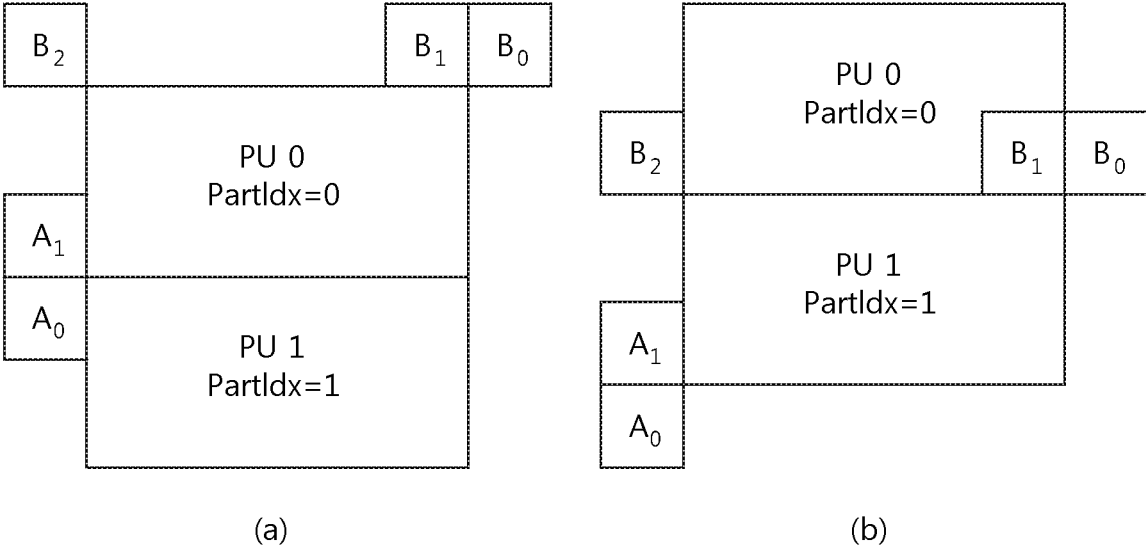 B2
B1
B0
PU 0
PartIdx=0
A1
A0
PU 1
PartIdx=1
(a)
PU 0
PartIdx=0
B2
B1
B0
PU 1
PartIdx=1
A1
A0
(b)